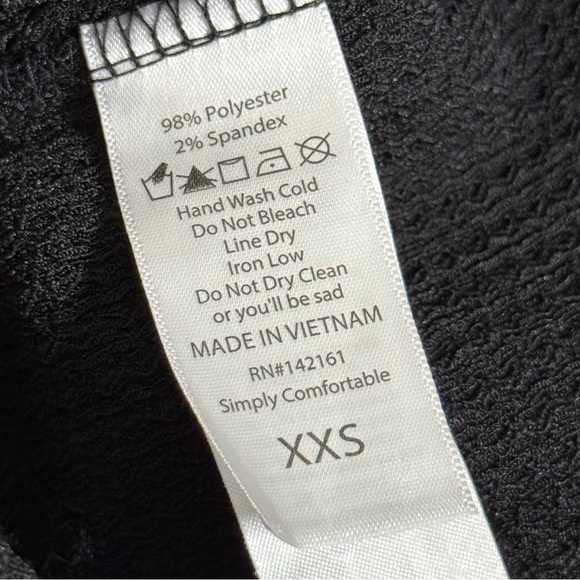 98% Polyester
2% Spandex
Hand Wash Cold
Do Not Bleach
Line Dry
Iron Low
Do Not Dry Clean
or you'll be sad
MADE IN VIETNAM
RN#142161
Simply Comfortable
XXS